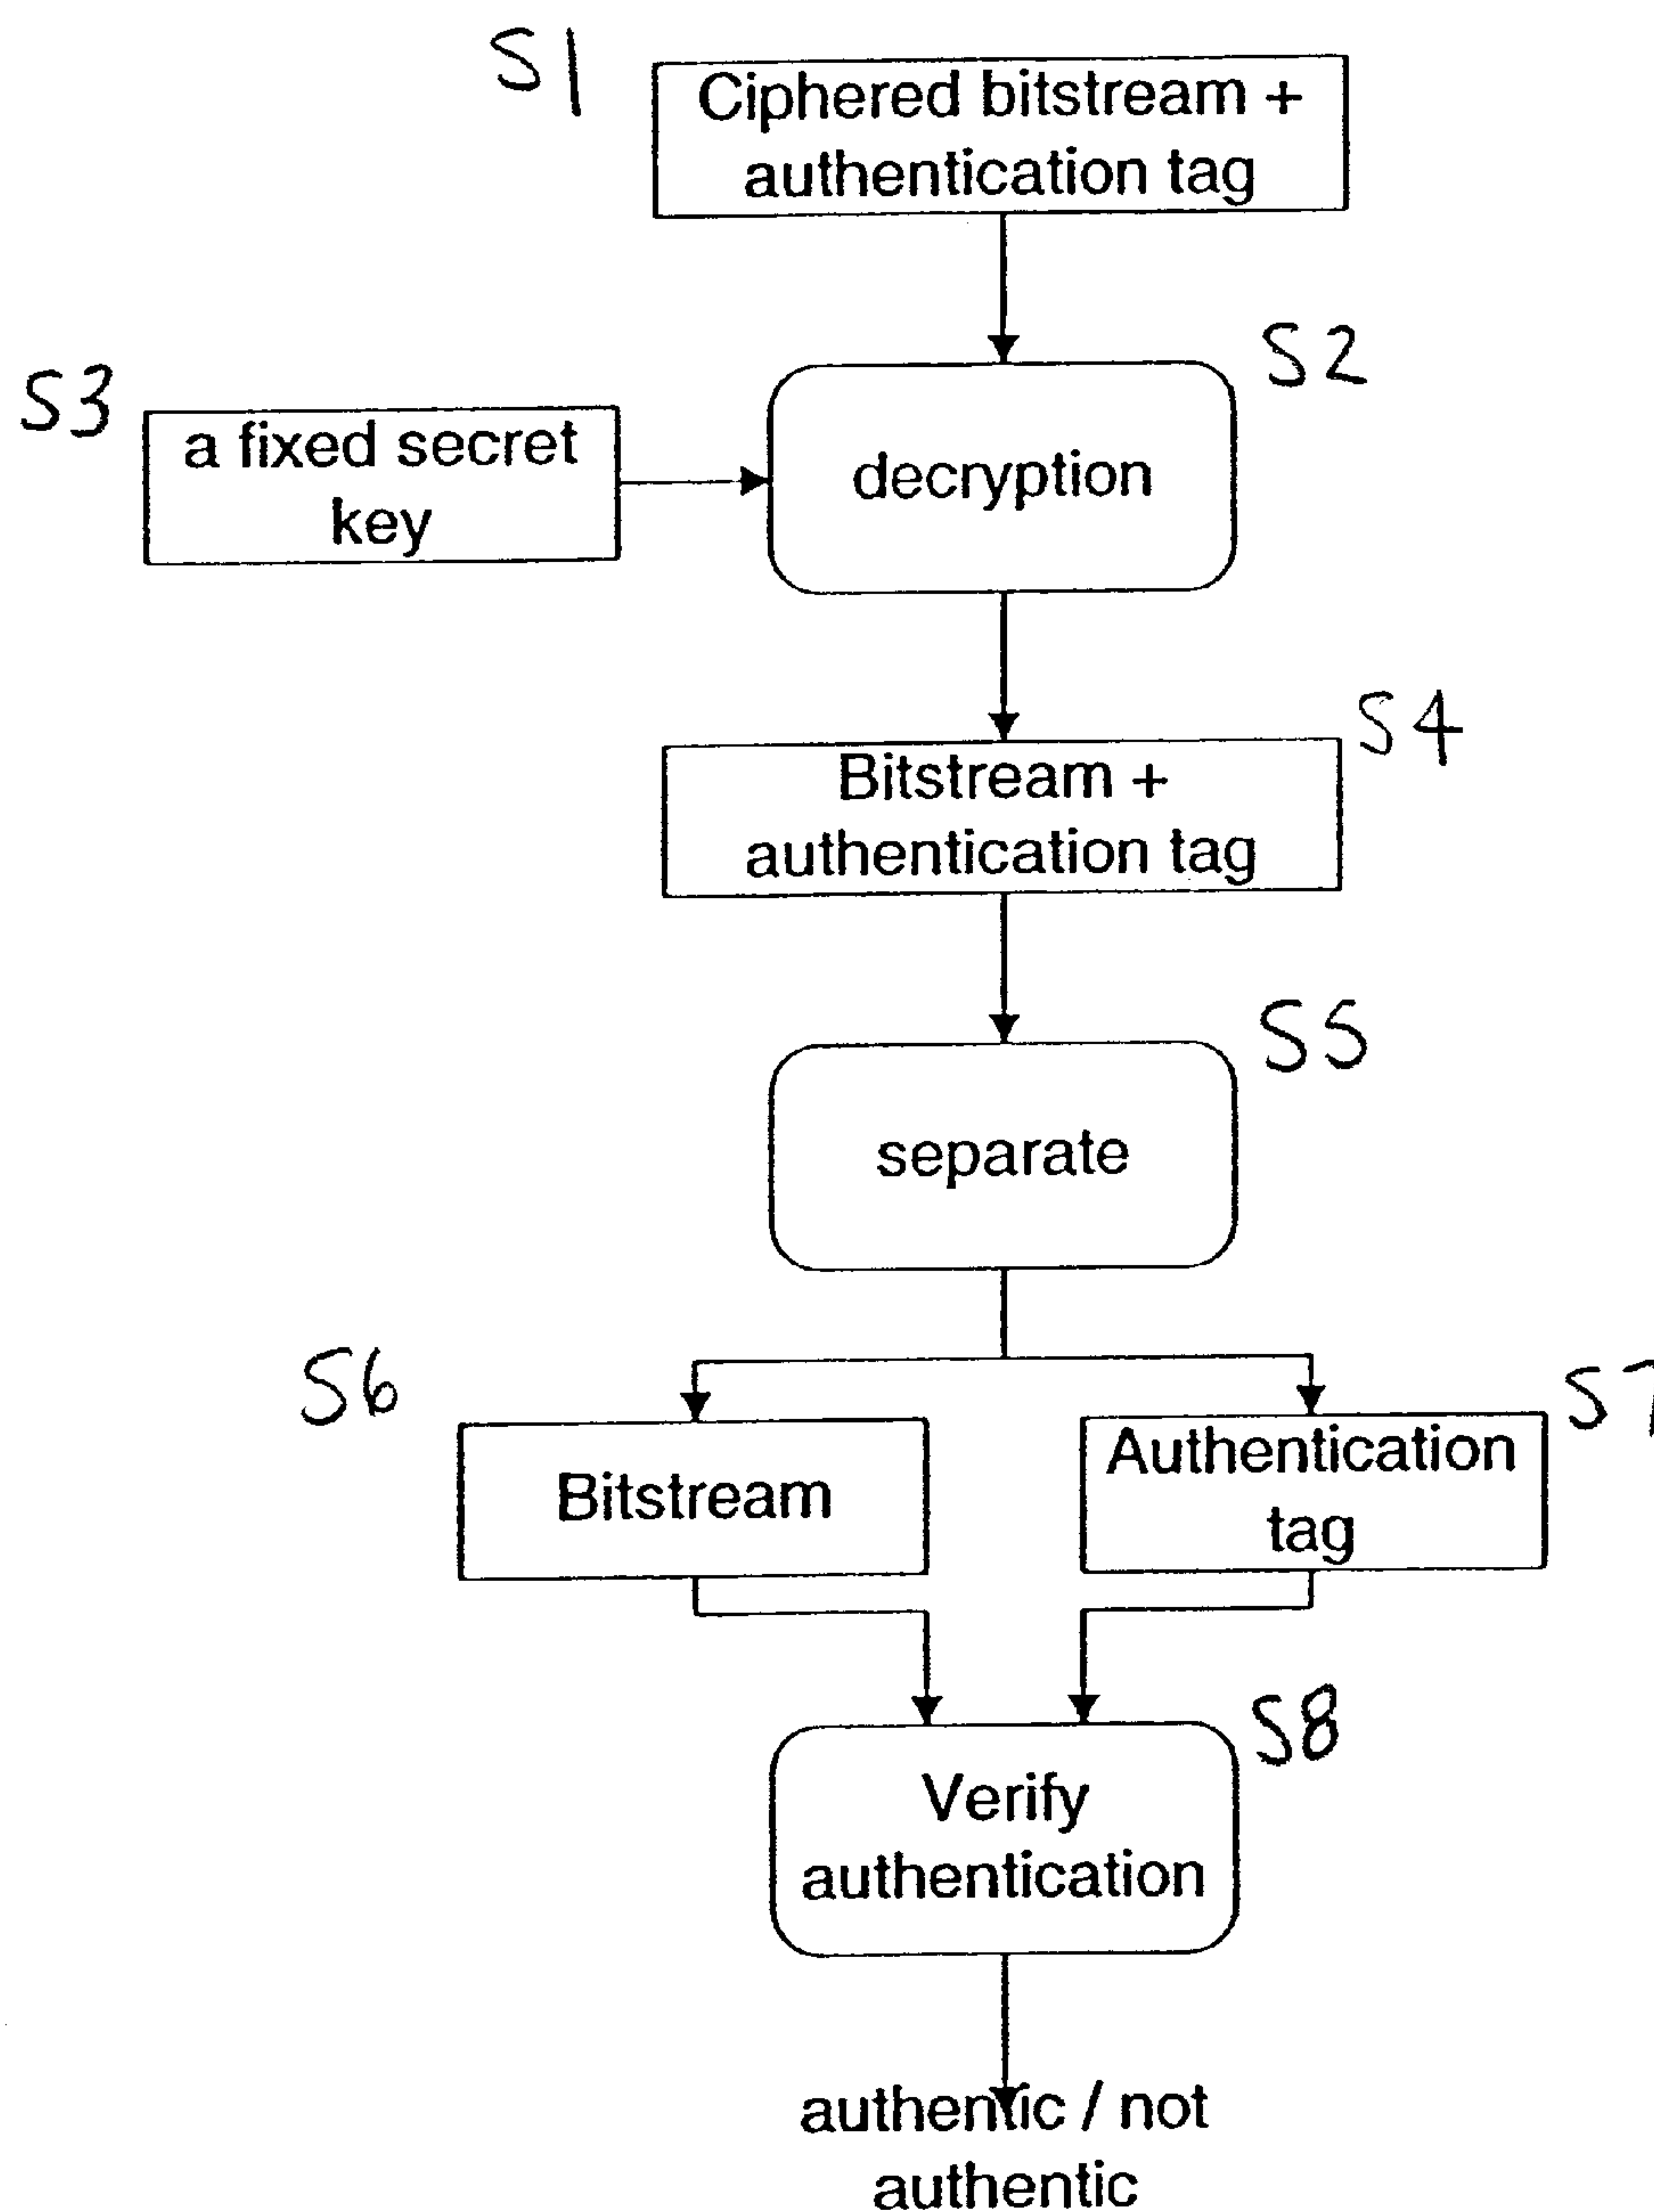 S1
Ciphered bitstream +
authentication tag
S2
S3
a fixed secret
key
decryption
S4
Bitstream +
authentication tag
S5
separate
S6
S7
Bitstream
Authentication
tag
S8
Verify
authentication
authentic / not
authentic